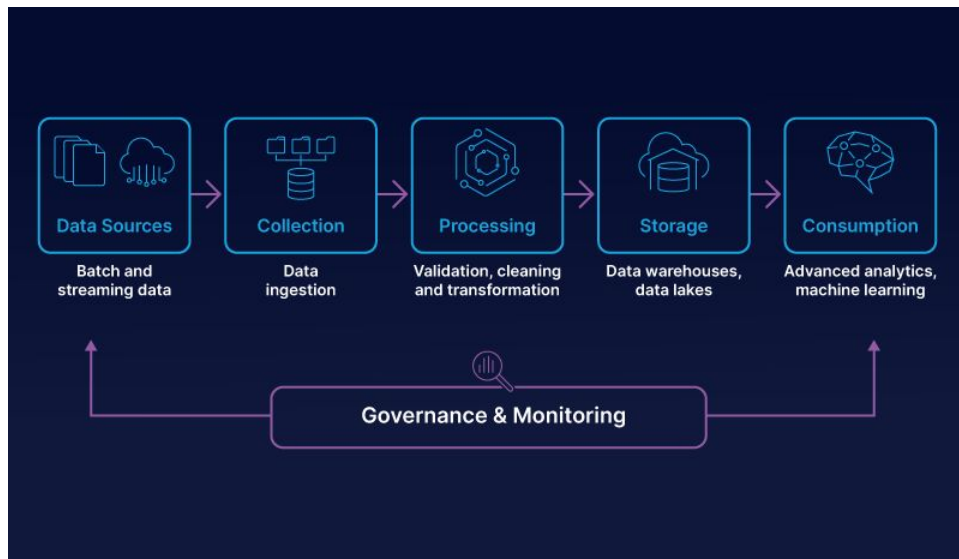 Data Sources
Collection
Processing
Storage
Consumption
Batch and
streaming data
Data
ingestion
Validation, cleaning
and transformation
Data warehouses,
data lakes
Advanced analytics,
machine learning
Governance & Monitoring